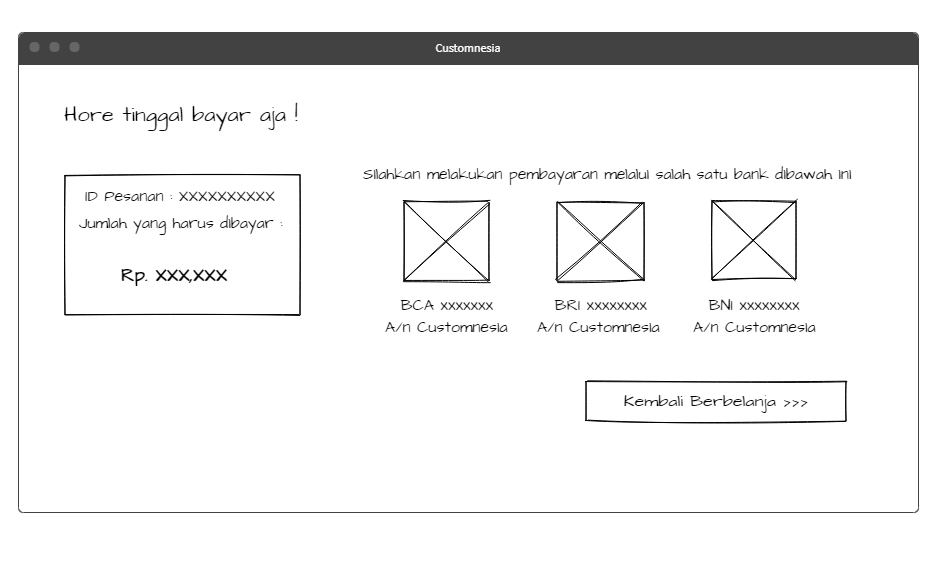 Customnesia
Hore tinggal bayar aja !
ID Pesanan : XXXXXXXXXX
Jumlah yang harus dibayar :
Rp. XXX,XXX
Silahkan melakukan pembayaran melalui salah satu bank dibawah ini
BCA xxxxxxx
A/n Customnesia
BRI xxxxxxxx
A/n Customnesia
BNI xxxxxxxx
A/n Customnesia
Kembali Berbelanja >>>